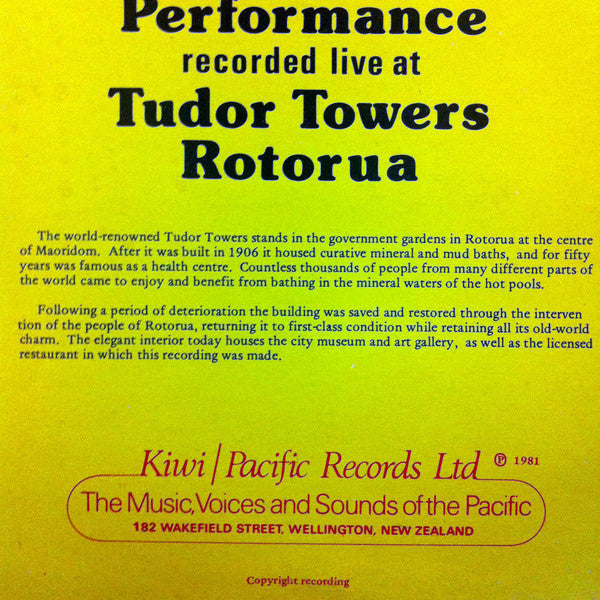 Performance
recorded live at
Tudor Towers
Rotorua
The world-renowned Tudor Towers stands in the government gardens in Rotorua at the centre
of Maoridom. After it was built in 1906 it housed curative mineral and mud baths, and for fifty
years was famous as a health centre. Countless thousands of people from many different parts of
the world came to enjoy and benefit from bathing in the mineral waters of the hot pools.
Following a period of deterioration the building was saved and restored through the interven
tion of the people of Rotorua, returning it to first-class condition while retaining all its old-world
charm. The elegant interior today houses the city museum and art gallery, as well as the licensed
restaurant in which this recording was made.
Kiwi/Pacific Records Ltd ℗ 1981
The Music, Voices and Sounds of the Pacific
182 WAKEFIELD STREET, WELLINGTON, NEW ZEALAND
Copyright recording